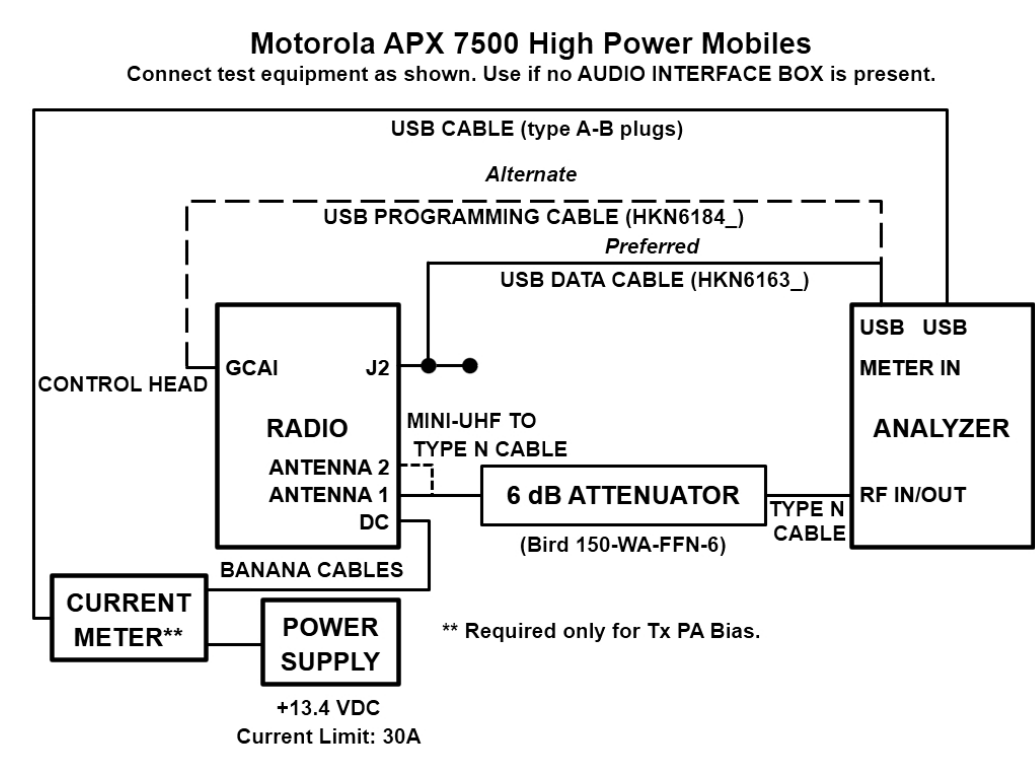 Motorola APX 7500 High Power Mobiles
Connect test equipment as shown. Use if no AUDIO INTERFACE BOX is present.
USB CABLE (type A-B plugs)
Alternate
USB PROGRAMMING CABLE (HKN6184_)
Preferred
USB DATA CABLE (HKN6163_)
USB USB
GCAI
J2
METER IN
CONTROL HEAD
RADIO
MINI-UHF TO
TYPE N CABLE
ANALYZER
ANTENNA 2
ANTENNA 1
6 dB ATTENUATOR
RF IN/OUT
DC
TYPE N
CABLE
(Bird 150-WA-FFN-6)
BANANA CABLES
CURRENT
METER**
POWER
SUPPLY
** Required only for Tx PA Bias.
+13.4 VDC
Current Limit: 30A